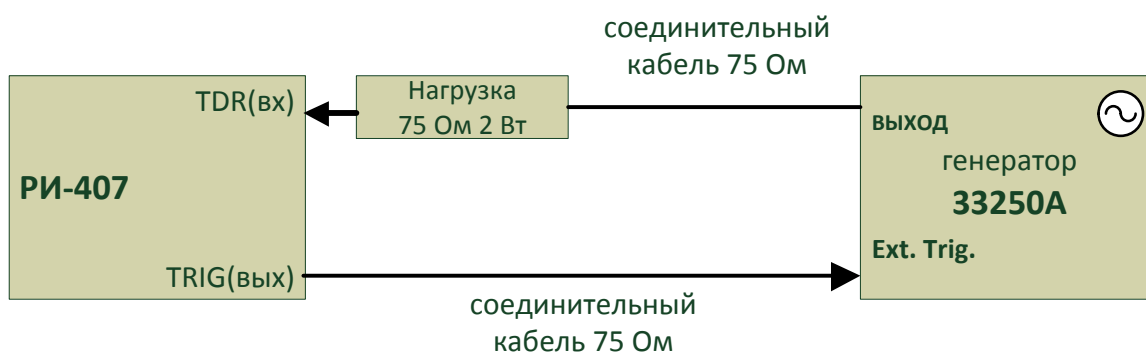 соединительный
кабель 75 Ом
TDR(вх)
Нагрузка
75 Ом 2 Вт
выход
РИ-407
генератор
33250А
Ext. Trig.
TRIG(вых)
соединительный
кабель 75 Ом